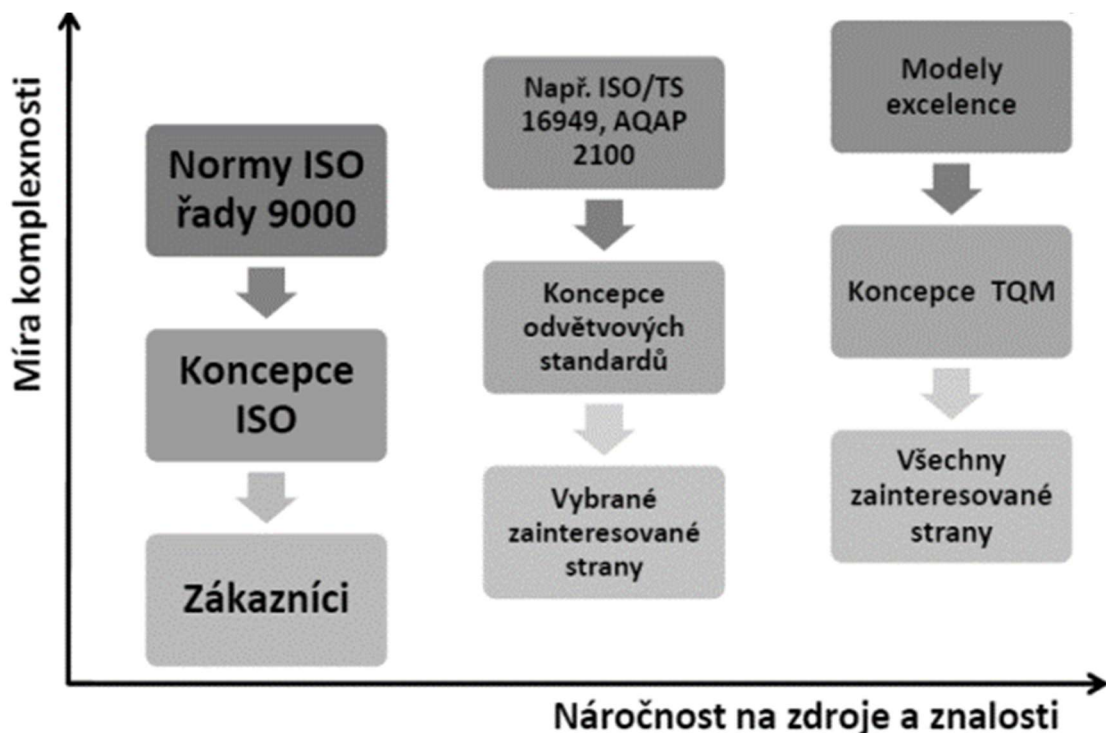 Míra komplexnosti
Normy ISO
řady 9000
Koncepce
ISO
Zákazníci
Např. ISO/TS
16949, AQAP
2100
Koncepce
odvětvových
standardů
Vybrané
zainteresované
strany
Modely
excelence
Koncepce TQM
Všechny
zainteresované
strany
Náročnost na zdroje a znalosti